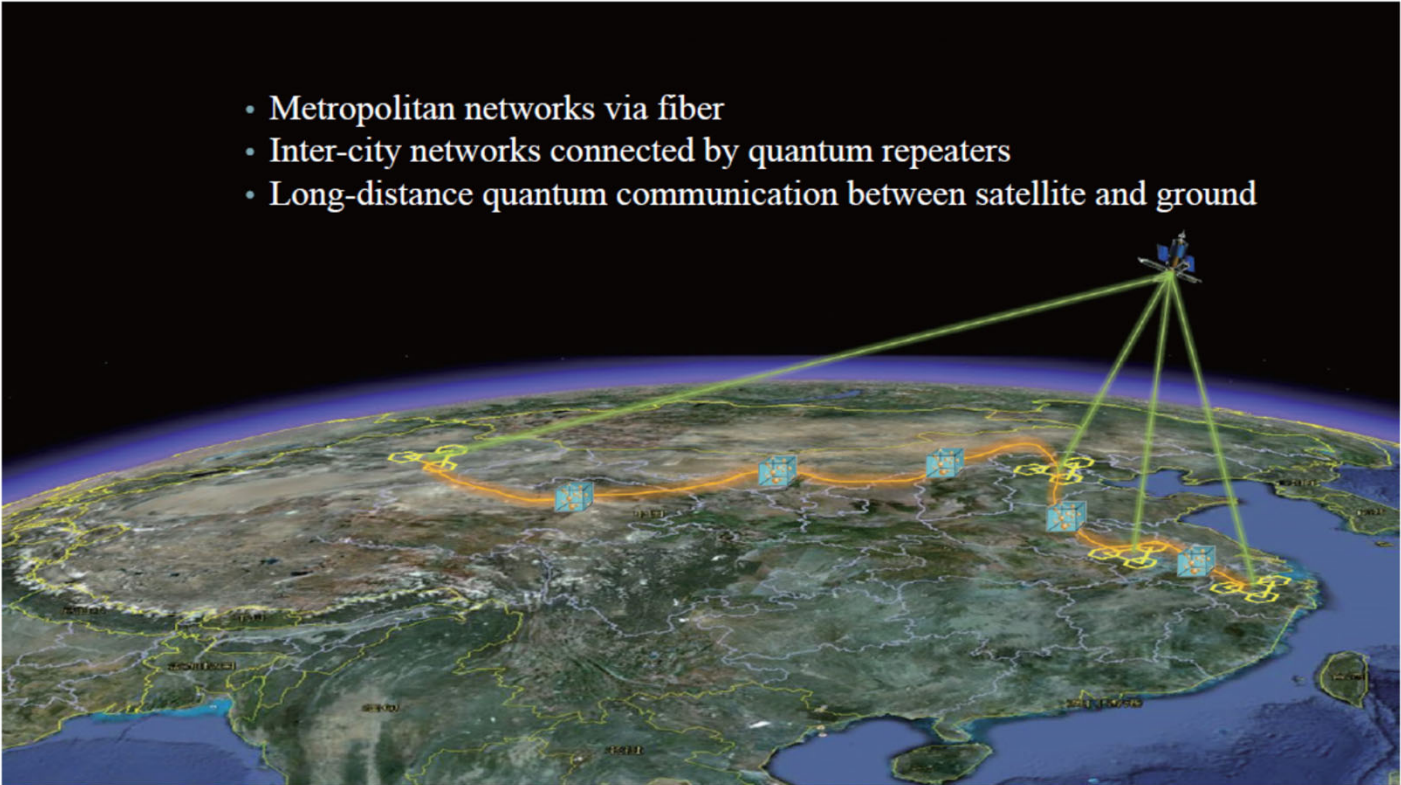 • Metropolitan networks via fiber
• Inter-city networks connected by quantum repeaters
• Long-distance quantum communication between satellite and ground